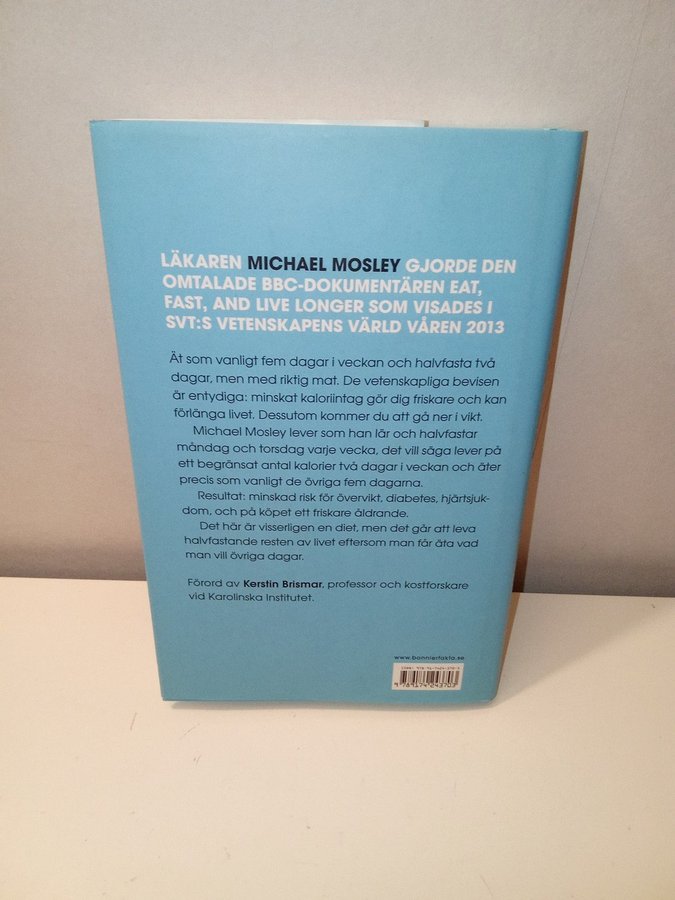 LÄKAREN MICHAEL MOSLEY GJORDE DEN
OMTALADE BBC-DOKUMENTÄREN EAT,
FAST, AND LIVE LONGER SOM VISADES I
SVT:S VETENSKAPENS VÄRLD VÅREN 2013
Ät som vanligt fem dagar i veckan och halvfasta två
dagar, men med riktig mat. De vetenskapliga bevisen
är entydiga: minskat kaloriintag gör dig friskare och kan
förlänga livet. Dessutom kommer du att gå ner i vikt.
Michael Mosley lever som han lär och halvfastar
måndag och torsdag varje vecka, det vill säga lever på
ett begränsat antal kalorier två dagar i veckan och äter
precis som vanligt de övriga fem dagarna.
Resultat: minskad risk för övervikt, diabetes, hjärtsjuk-
dom, och på köpet ett friskare åldrande.
Det här är visserligen en diet, men det går att leva
halvfastande resten av livet eftersom man får äta vad
man vill övriga dagar.
Förord av Kerstin Brismar, professor och kostforskare
vid Karolinska Institutet.
www.bonnierfakta.se
9 789174 243703